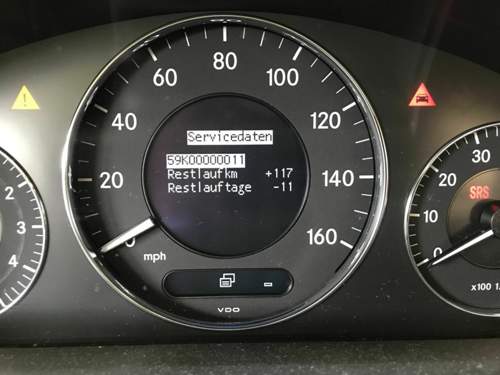 Servicedaten
59K00000011
Restlaufkm +117
Restlauftage -11
0 20 40 60 80 100 120 140 160
mph
VDO
2
3
4
30
20
10
0
SRS
x100 1.